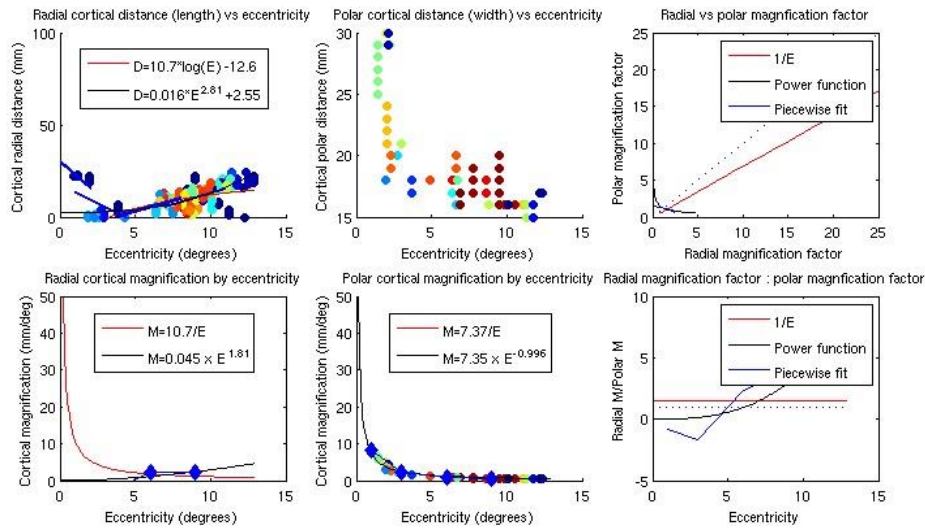 Radial cortical distance (length) vs eccentricity
Polar cortical distance (width) vs eccentricity
Radial vs polar magnfication factor
Cortical radial distance (mm)
100
50
0
D=10.7*log(E) -12.6
D=0.016*E^2.81 +2.55
0 5 10 15
Eccentricity (degrees)
Cortical polar distance (mm)
30
25
20
15
0 5 10 15
Eccentricity (degrees)
Polar magnification factor
25
20
15
10
5
0
1/E
Power function
Piecewise fit
0 5 10 15 20 25
Radial magnification factor
Radial cortical magnification by eccentricity
Polar cortical magnification by eccentricity
Radial magnification factor : polar magnfication factor
Cortical magnification (mm/deg)
50
40
30
20
10
0
M=10.7/E
M=0.045 x E^1.81
0 5 10 15
Eccentricity (degrees)
Cortical magnification (mm/deg)
50
40
30
20
10
0
M=7.37/E
M=7.35 x E^-0.996
0 5 10 15
Eccentricity (degrees)
Radial M/Polar M
10
5
0
-5
1/E
Power function
Piecewise fit
0 5 10 15
Eccentricity